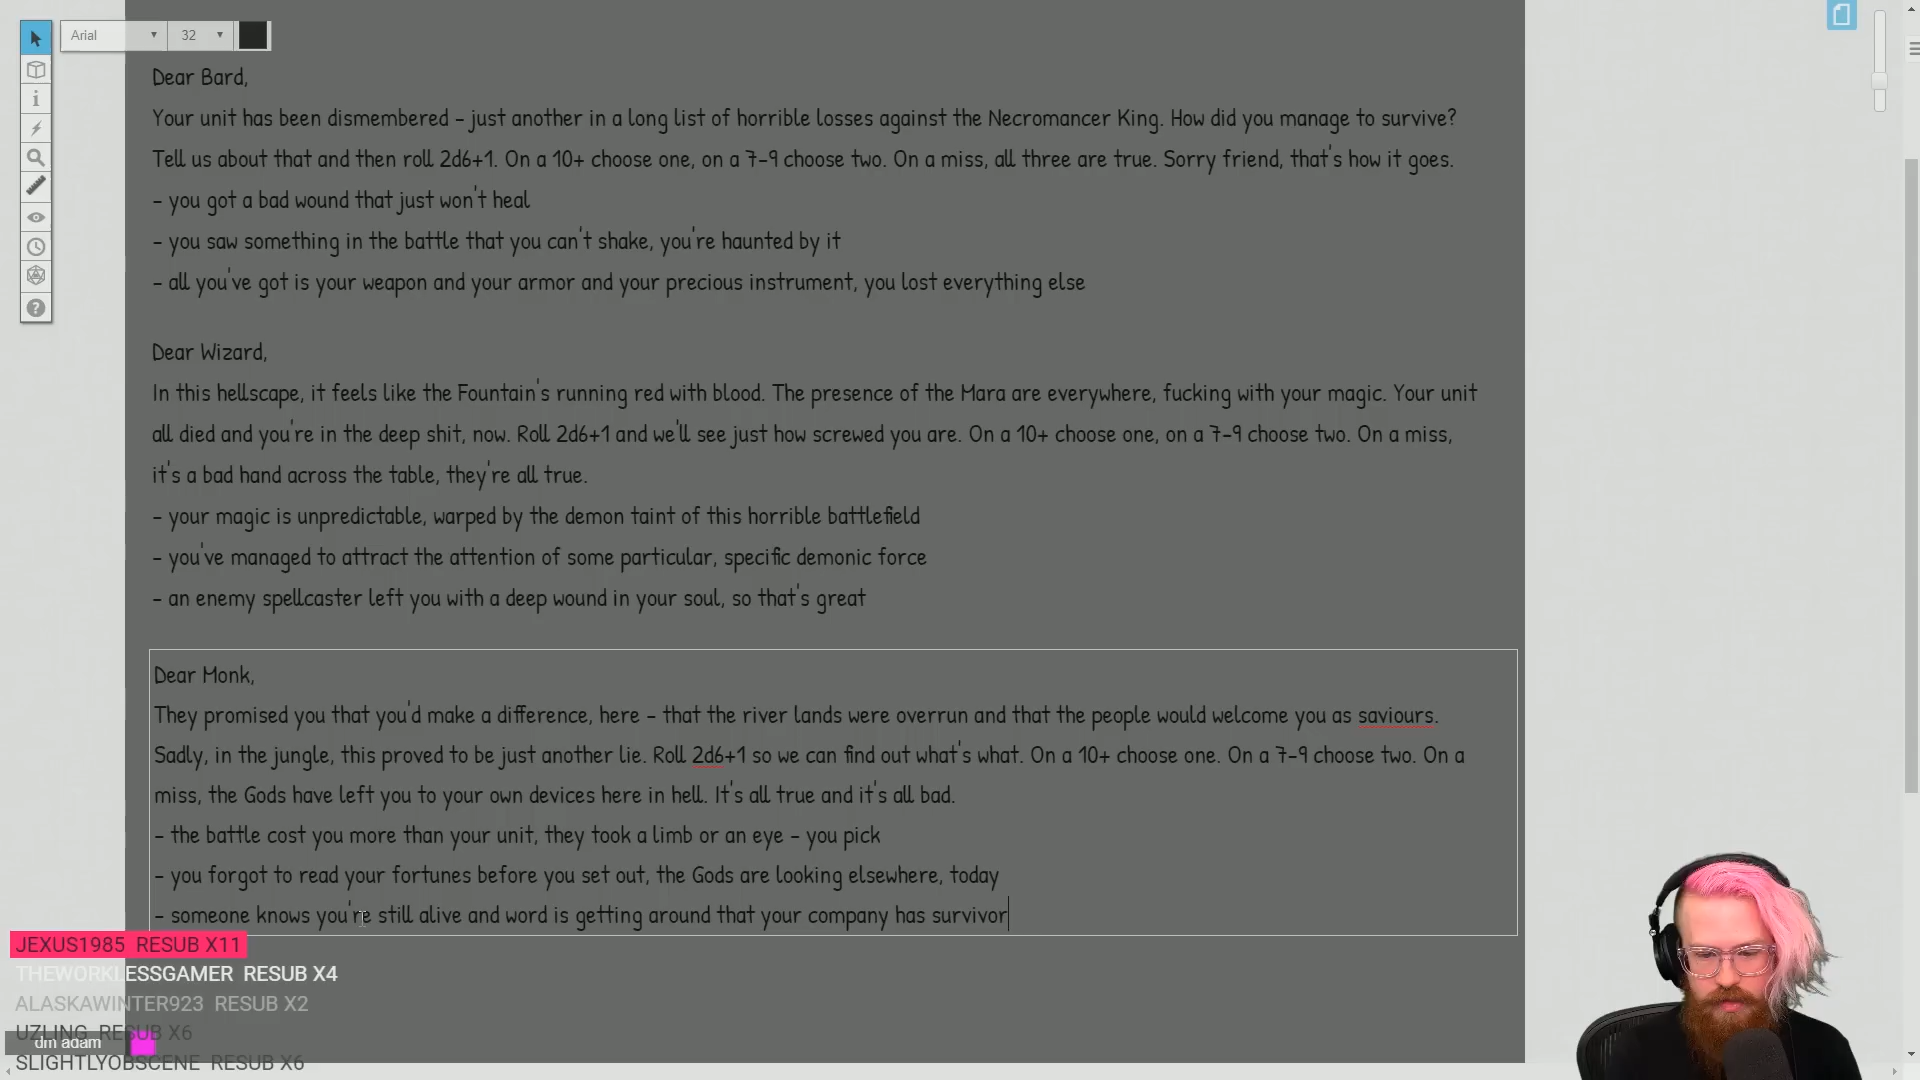 Arial
32
Dear Bard,
Your unit has been dismembered - just another in a long list of horrible losses against the Necromancer King. How did you manage to survive?
Tell us about that and then roll 2d6+1. On a 10+ choose one, on a 7-9 choose two. On a miss, all three are true. Sorry friend, that's how it goes.
- you got a bad wound that just won't heal
- you saw something in the battle that you can't shake, you're haunted by it
- all you've got is your weapon and your armor and your precious instrument, you lost everything else
Dear Wizard,
In this hellscape, it feels like the Fountain's running red with blood. The presence of the Mara are everywhere, fucking with your magic. Your unit
all died and you're in the deep shit, now. Roll 2d6+1 and we'll see just how screwed you are. On a 10+ choose one, on a 7-9 choose two. On a miss,
it's a bad hand across the table, they're all true.
- your magic is unpredictable, warped by the demon taint of this horrible battlefield
- you've managed to attract the attention of some particular, specific demonic force
- an enemy spellcaster left you with a deep wound in your soul, so that's great
Dear Monk,
They promised you that you'd make a difference, here - that the river lands were overrun and that the people would welcome you as saviours.
Sadly, in the jungle, this proved to be just another lie. Roll 2d6+1 so we can find out what's what. On a 10+ choose one. On a 7-9 choose two. On a
miss, the Gods have left you to your own devices here in hell. It's all true and it's all bad.
- the battle cost you more than your unit, they took a limb or an eye - you pick
- you forgot to read your fortunes before you set out, the Gods are looking elsewhere, today
- someone knows you're still alive and word is getting around that your company has survivor
JEXUS1985 RESUB X11
THEWORKLESSGAMER RESUB X4
ALASKAWINTER923 RESUB X2
UZLING RESUB X6
dm adam
SLIGHTLYOBSCENE RESUB X6